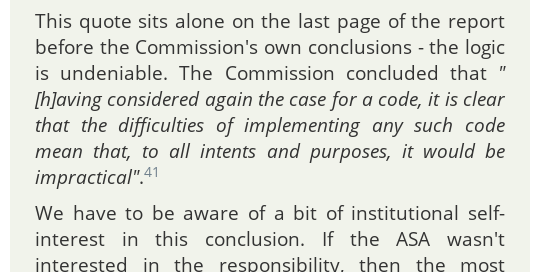 This quote sits alone on the last page of the report
before the Commission's own conclusions - the logic
is undeniable. The Commission concluded that "
[h]aving considered again the case for a code, it is clear
that the difficulties of implementing any such code
mean that, to all intents and purposes, it would be
impractical".41
We have to be aware of a bit of institutional self-
interest in this conclusion. If the ASA wasn't
interested in the responsibility, then the most